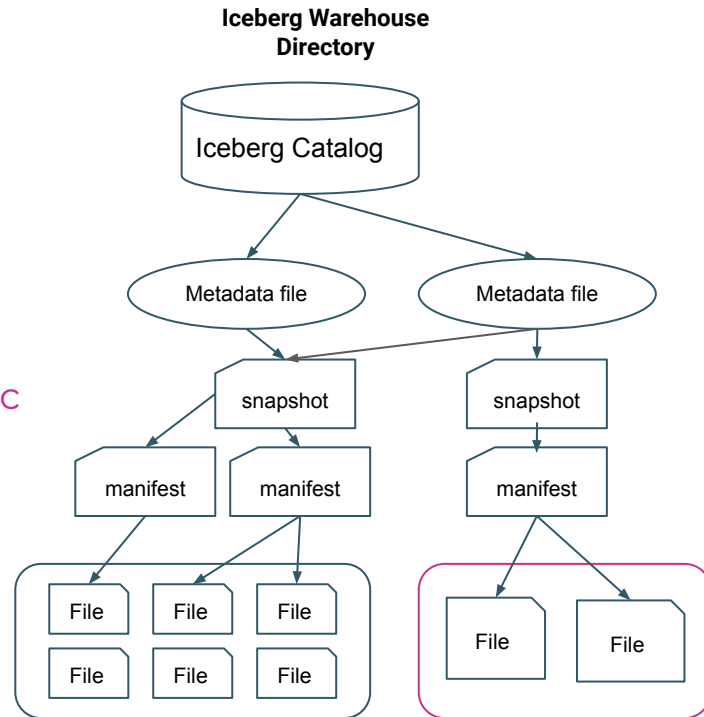 Iceberg Warehouse
Directory
Iceberg Catalog
Metadata file
Metadata file
snapshot
snapshot
C
manifest
manifest
manifest
File
File
File
File
File
File
File
File